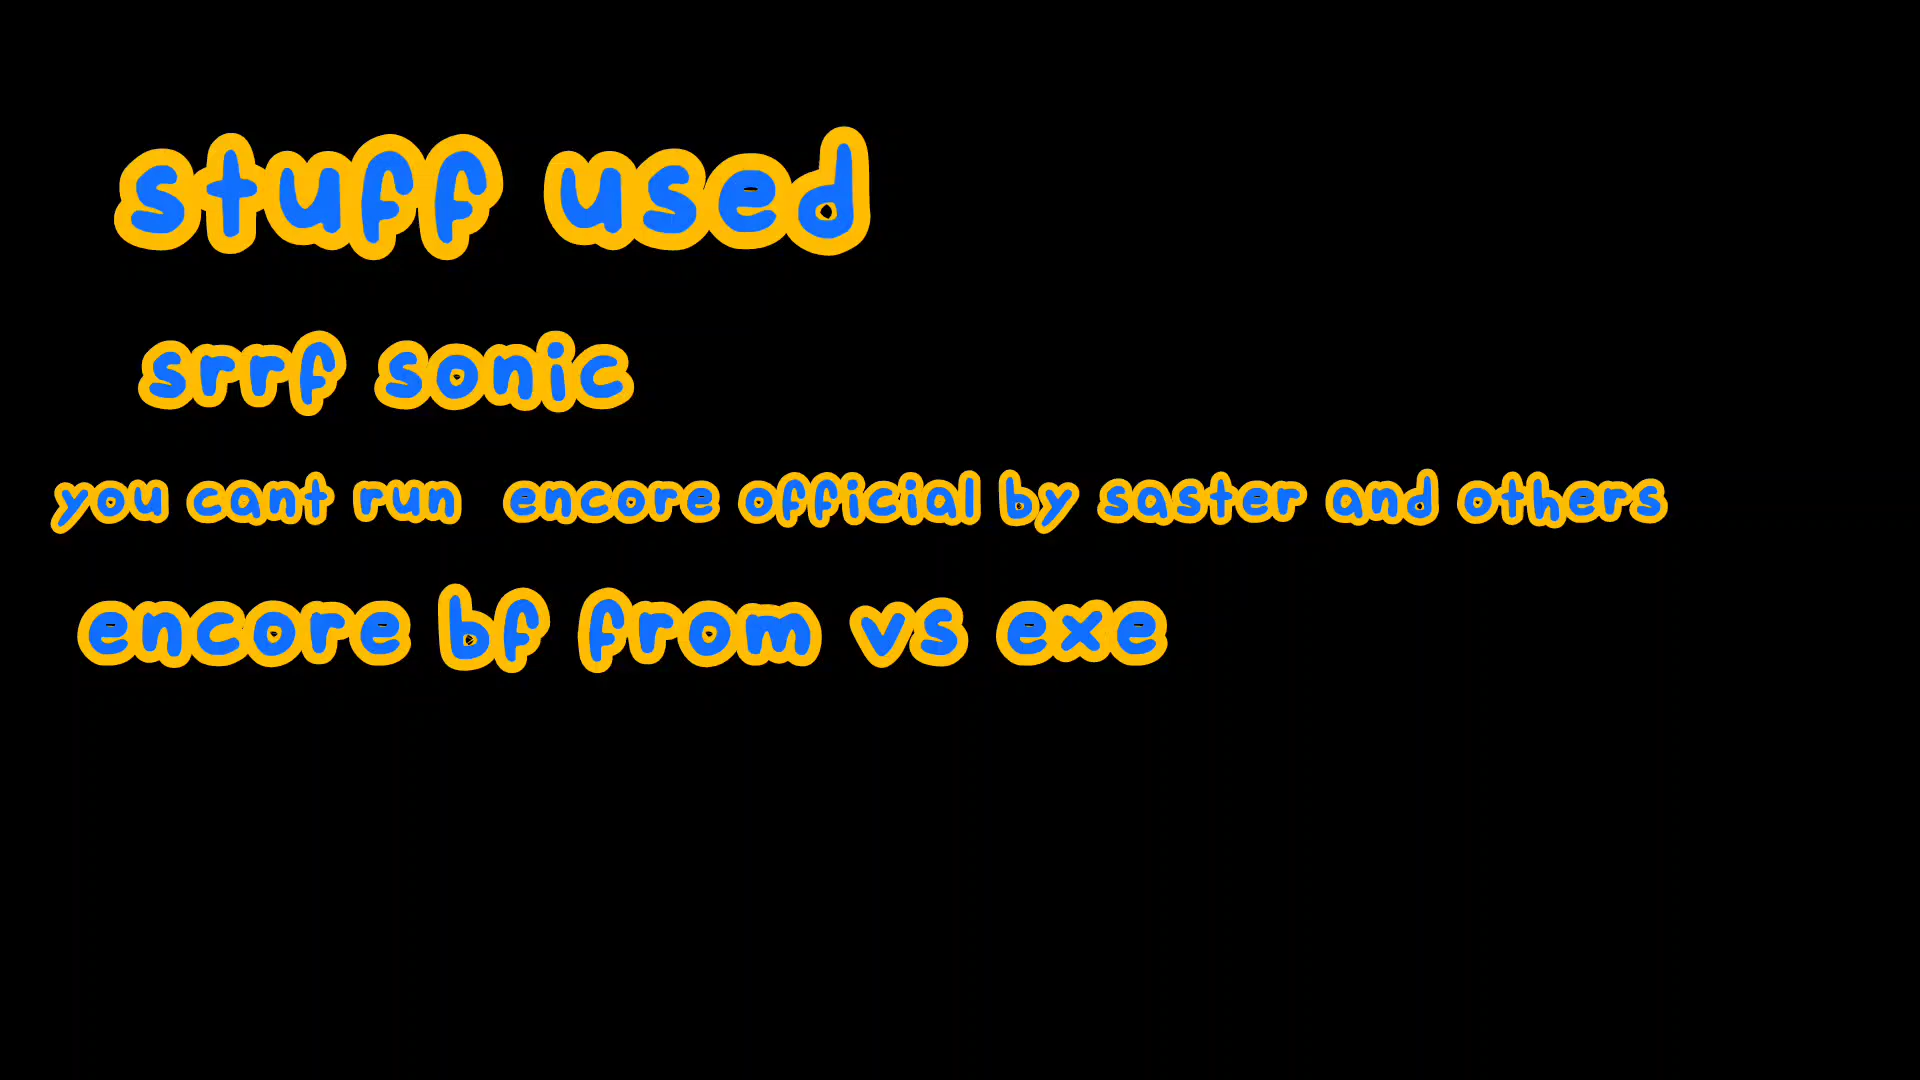 stuff used
srrf sonic
you cant run encore official by saster and others
encore bf from vs exe